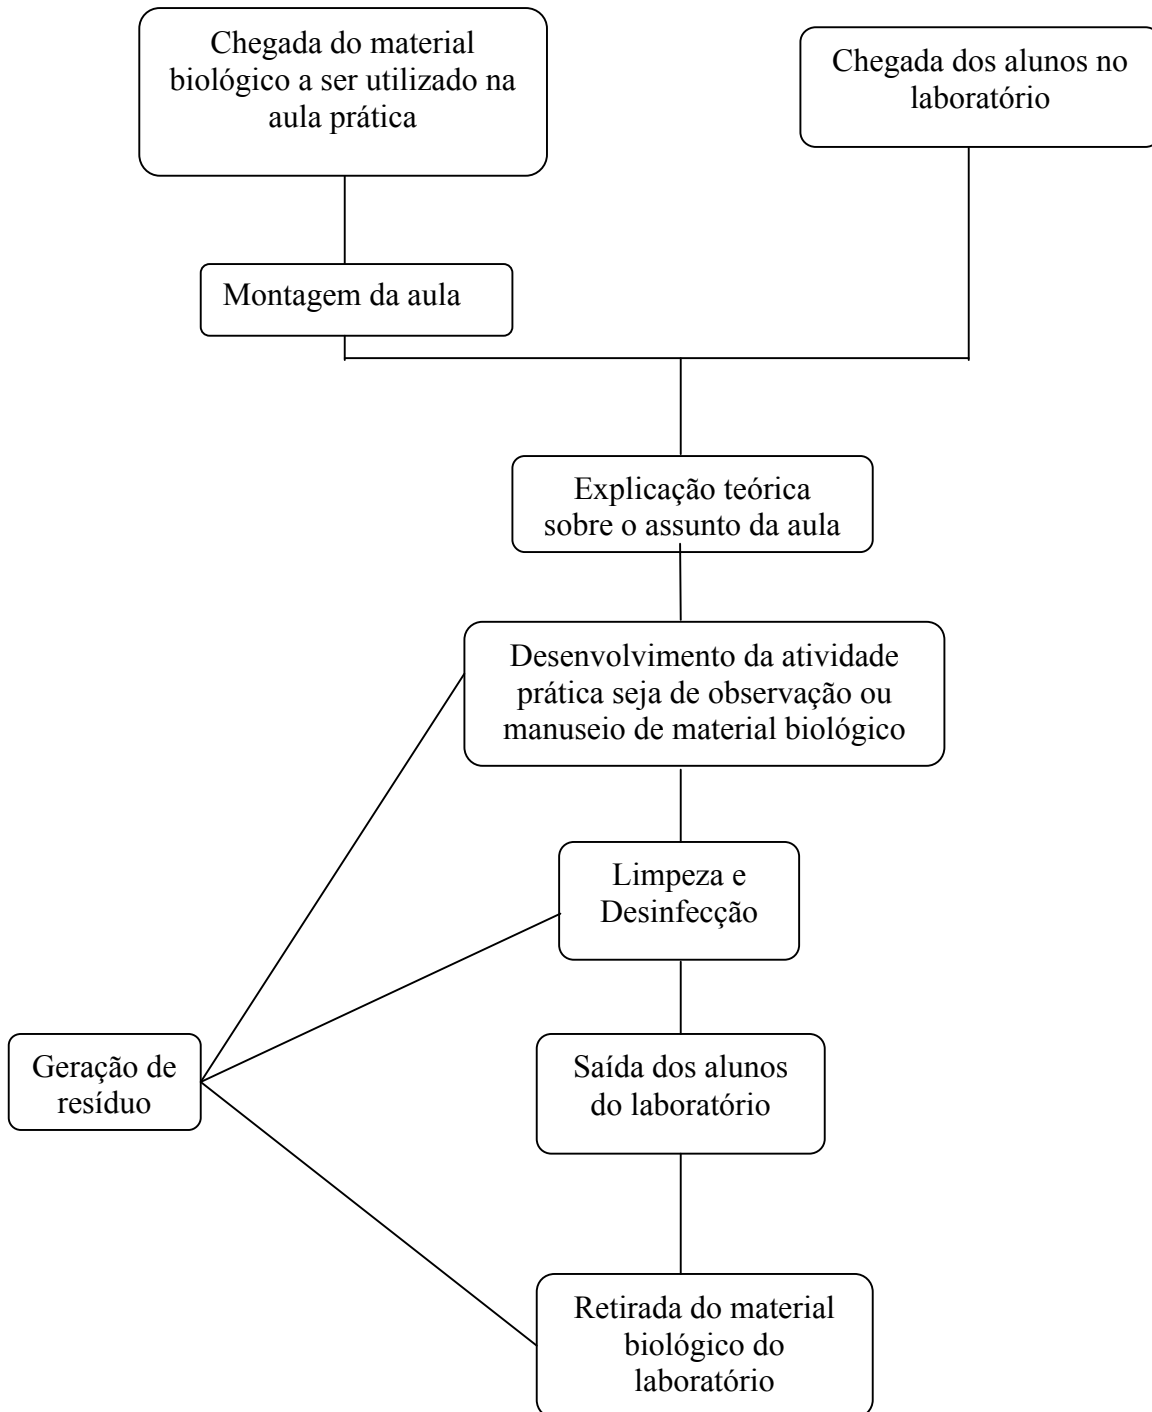 Chegada do material
biológico a ser utilizado na
aula prática
Chegada dos alunos no
laboratório
Montagem da aula
Explicação teórica
sobre o assunto da aula
Desenvolvimento da atividade
prática seja de observação ou
manuseio de material biológico
Limpeza e
Desinfecção
Geração de
resíduo
Saída dos alunos
do laboratório
Retirada do material
biológico do
laboratório